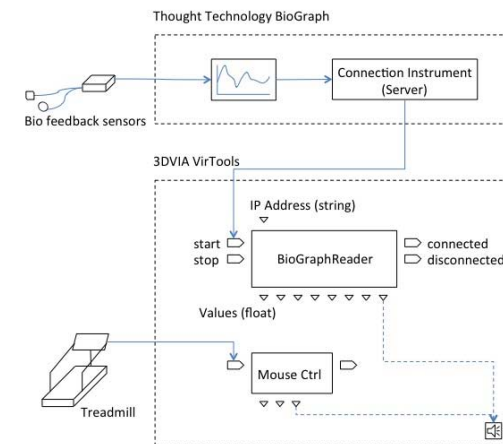 Thought Technology BioGraph
Connection Instrument
(Server)
Bio feedback sensors
3DVIA VirTools
IP Address (string)
start
stop
BioGraphReader
connected
disconnected
Values (float)
Mouse Ctrl
Treadmill